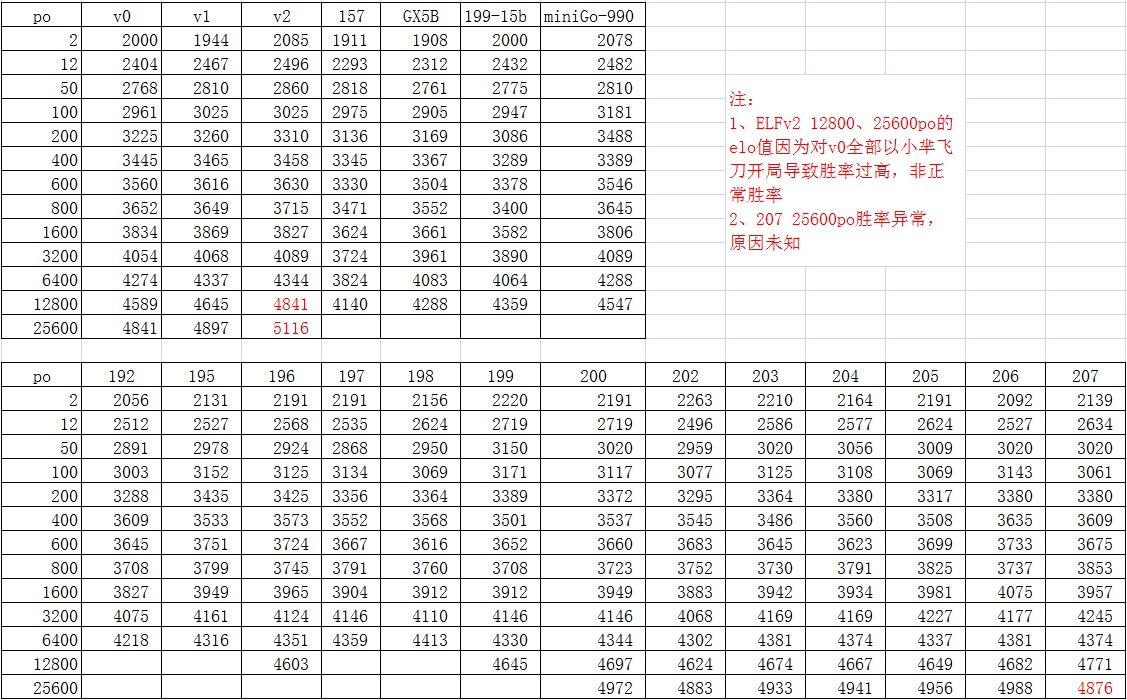 po v0 v1 v2 157 GX5B 199-15b miniGo-990
2 2000 1944 2085 1911 1908 2000 2078
12 2404 2467 2496 2293 2312 2432 2482
50 2768 2810 2860 2818 2761 2775 2810
100 2961 3025 3025 2975 2905 2947 3181
200 3225 3260 3310 3136 3169 3086 3488
400 3445 3465 3458 3345 3367 3289 3389
600 3560 3616 3630 3330 3504 3378 3546
800 3652 3649 3715 3471 3552 3400 3645
1600 3834 3869 3827 3624 3661 3582 3806
3200 4054 4068 4089 3724 3961 3890 4089
6400 4274 4337 4344 3824 4083 4064 4288
12800 4589 4645 4841 4140 4288 4359 4547
25600 4841 4897 5116
注:
1、ELFv2 12800、25600po的
elo值因为对v0全部以小芈飞
刀开局导致胜率过高，非正
常胜率
2、207 25600po胜率异常，
原因未知
po 192 195 196 197 198 199 200 202 203 204 205 206 207
2 2056 2131 2191 2191 2156 2220 2191 2263 2210 2164 2191 2092 2139
12 2512 2527 2568 2535 2624 2719 2719 2496 2586 2577 2624 2527 2634
50 2891 2978 2924 2868 2950 3150 3020 2959 3020 3056 3009 3020 3020
100 3003 3152 3125 3134 3069 3171 3117 3077 3125 3108 3069 3143 3061
200 3288 3435 3425 3356 3364 3389 3372 3295 3364 3380 3317 3380 3380
400 3609 3533 3573 3552 3568 3501 3537 3545 3486 3560 3508 3635 3609
600 3645 3751 3724 3667 3616 3652 3660 3683 3645 3623 3699 3733 3675
800 3708 3799 3745 3791 3760 3708 3723 3752 3730 3791 3825 3737 3853
1600 3827 3949 3965 3904 3912 3912 3949 3883 3942 3934 3981 4075 3957
3200 4075 4161 4124 4146 4110 4146 4146 4068 4169 4169 4227 4177 4245
6400 4218 4316 4351 4359 4413 4330 4344 4302 4381 4374 4337 4381 4374
12800 4603 4645 4697 4624 4674 4667 4649 4682 4771
25600 4972 4883 4933 4941 4956 4988 4876